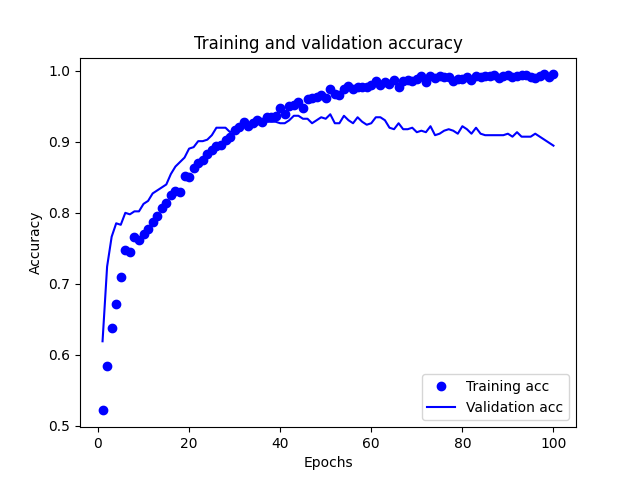 Training and validation accuracy
1.0
0.9
0.8
0.7
0.6
0.5
Accuracy
0 20 40 60 80 100
Epochs
Training acc
Validation acc